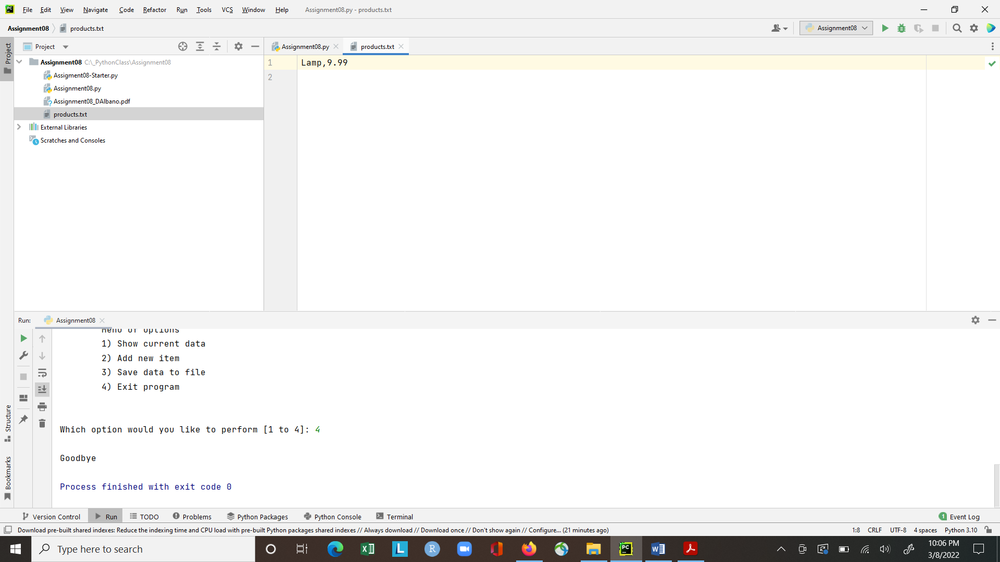 File Edit View Navigate Code Refactor Run Tools VCS Window Help Assignment08.py - products.txt
Assignment08 products.txt
Assignment08
Project
Project
Assignment08.py
products.txt
Assignment08 C:\_PythonClass\Assignment08
Assigment08-Starter.py
Assignment08.py
Assignment08_DAlbano.pdf
products.txt
External Libraries
Scratches and Consoles
1 Lamp,9.99
2
Run: Assignment08
Menu of Options
1) Show current data
2) Add new item
3) Save data to file
4) Exit program
Which option would you like to perform [1 to 4]: 4
Goodbye
Process finished with exit code 0
Structure
Bookmarks
Version Control Run TODO Problems Python Packages Python Console Terminal 1 Event Log
Download pre-built shared indexes: Reduce the indexing time and CPU load with pre-built Python packages shared indexes // Always download // Download once // Don't show again // Configure... (21 minutes ago) 1:8 CRLF UTF-8 4 spaces Python 3.10
Type here to search
10:06 PM
3/8/2022